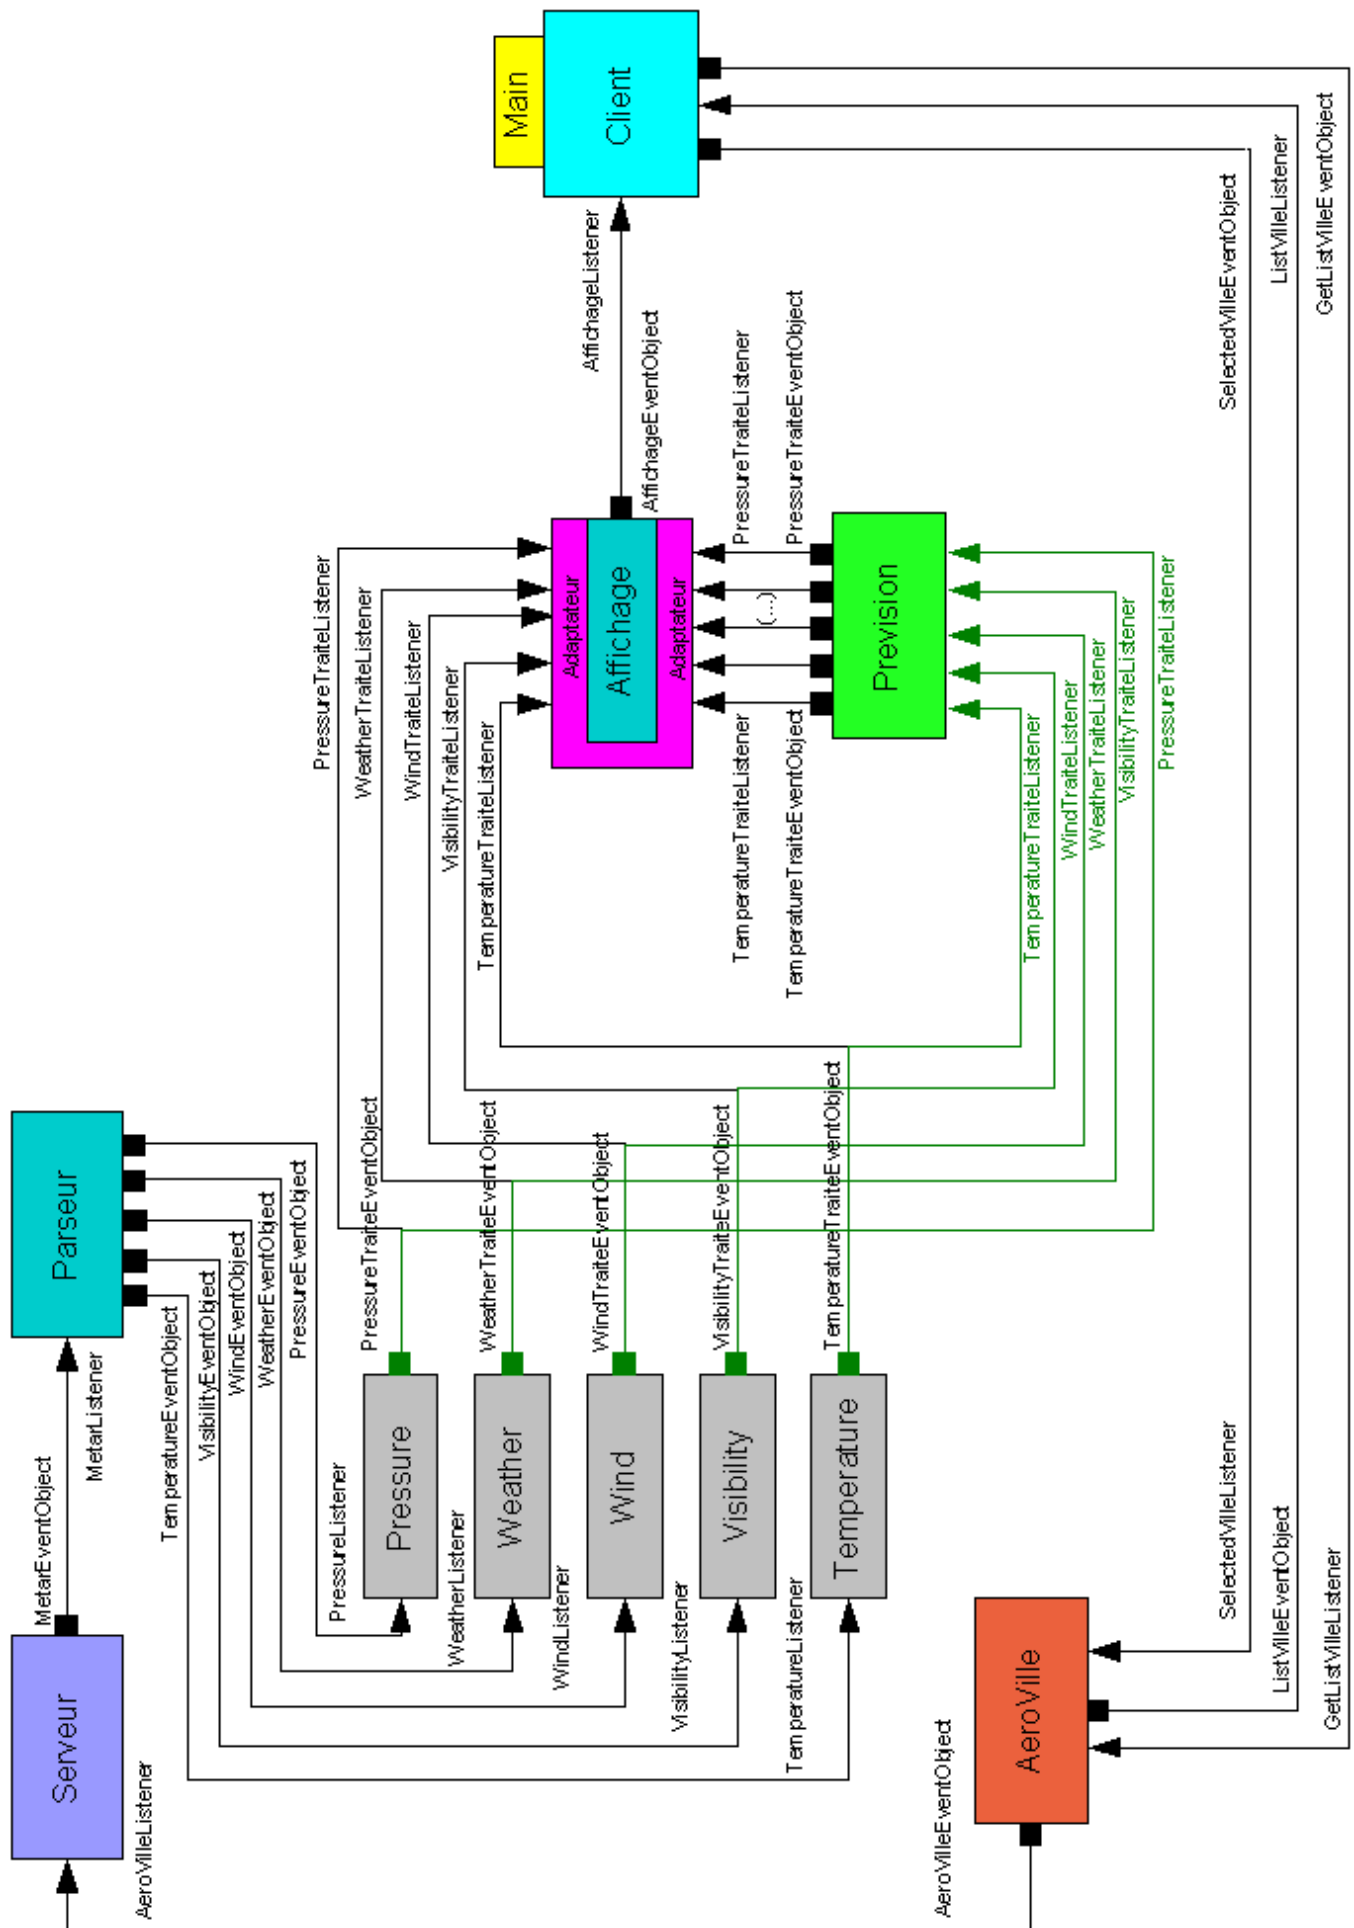 Main
Client
AffichageListener
AffichageEventObject
SelectedVilleEventObject
ListVilleListener
GetListVilleEventObject
PressureTraiteListener
WeatherTraiteListener
WindTraiteListener
VisibilityTraiteListener
TemperatureTraiteListener
Adaptateur
Affichage
Adaptateur
PressureTraiteListener
PressureTraiteEventObject
(...)
TemperatureTraiteListener
TemperatureTraiteEventObject
Prevision
TemperatureTraiteListener
WindTraiteListener
WeatherTraiteListener
VisibilityTraiteListener
PressureTraiteListener
Parseur
MetarListener
MetarEventObject
TemperatureEventObject
VisibilityEventObject
WindEventObject
WeatherEventObject
PressureEventObject
PressureTraiteEventObject
WeatherTraiteEventObject
WindTraiteEventObject
VisibilityTraiteEventObject
TemperatureTraiteEventObject
Pressure
Weather
Wind
Visibility
Temperature
PressureListener
WeatherListener
WindListener
VisibilityListener
TemperatureListener
Serveur
AeroVilleListener
AeroVilleEventObject
AeroVille
SelectedVilleListener
ListVilleEventObject
GetListVilleListener